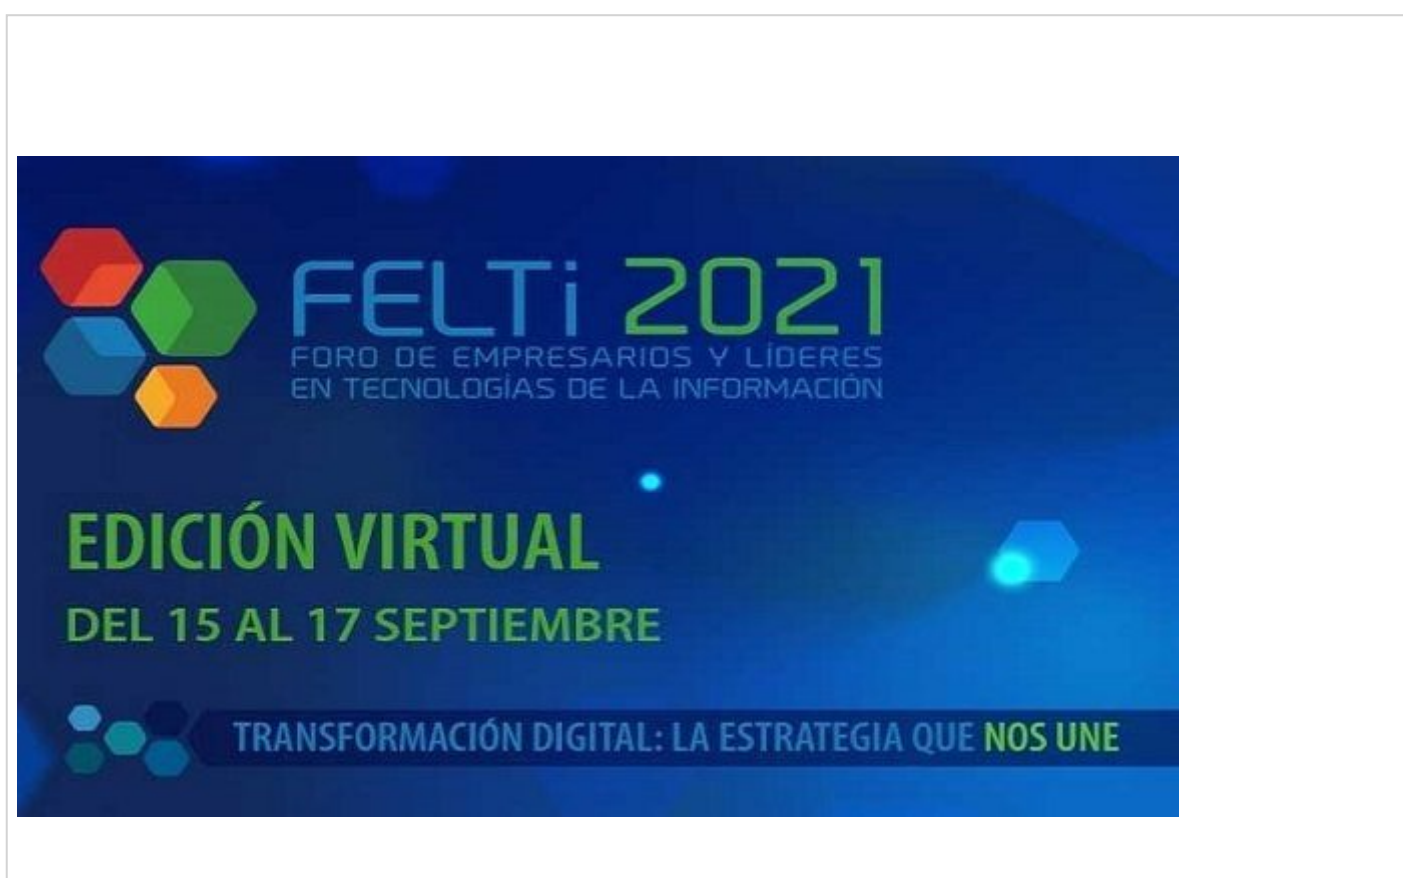 FELTi 2021
FORO DE EMPRESARIOS Y LÍDERES
EN TECNOLOGÍAS DE LA INFORMACIÓN
EDICIÓN VIRTUAL
DEL 15 AL 17 SEPTIEMBRE
TRANSFORMACIÓN DIGITAL: LA ESTRATEGIA QUE NOS UNE